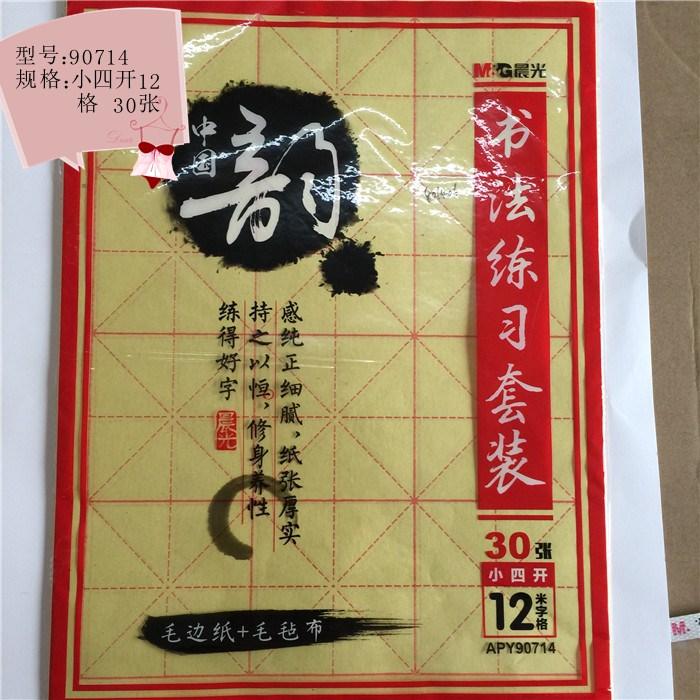 型号:90714
规格:小四开12
格 30张
M&G晨光
中国
韵
书法练习套装
感纯正细腻,纸张厚实
持之以恒,修身养性
练得好字
晨光
30张
小四开
12米字格
APY90714
毛边纸+毛毡布